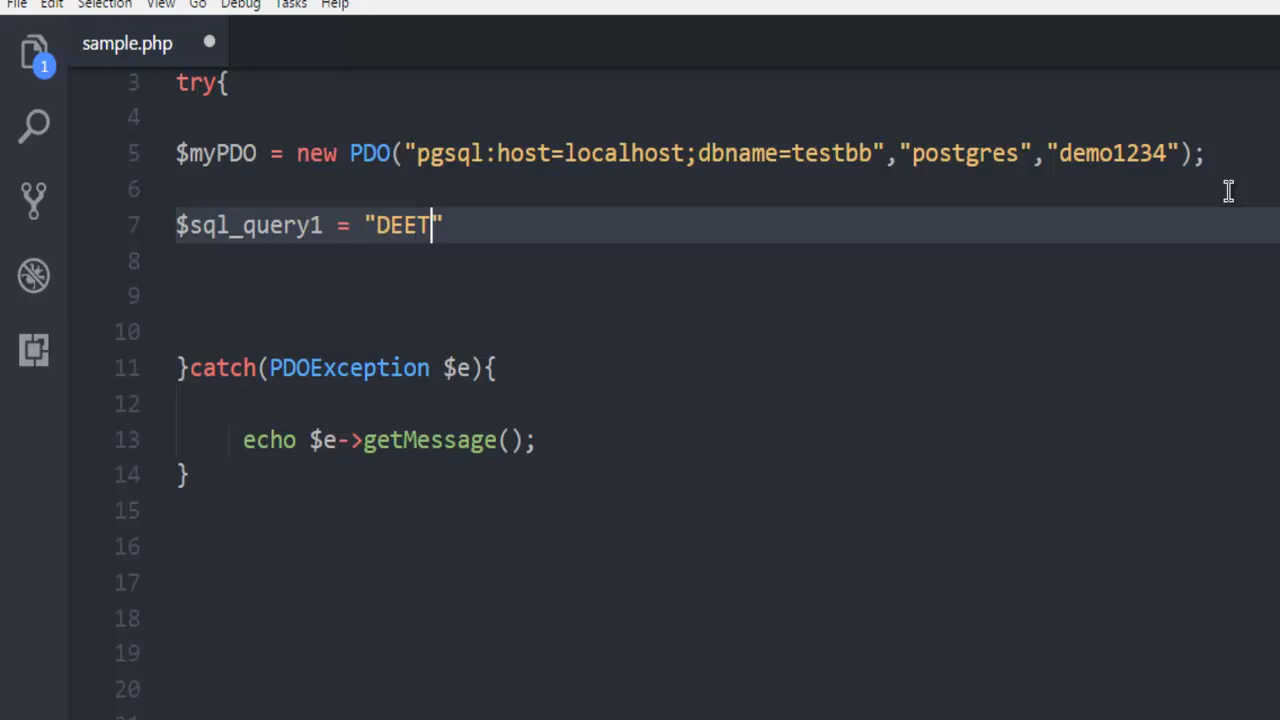 File Edit Selection View Go Debug Tasks Help
1
sample.php
3 try{
4
5 $myPDO = new PDO("pgsql:host=localhost;dbname=testbb","postgres","demo1234");
6
7 $sql_query1 = "DEET"
8
9
10
11 }catch(PDOException $e){
12
13 echo $e->getMessage();
14 }
15
16
17
18
19
20